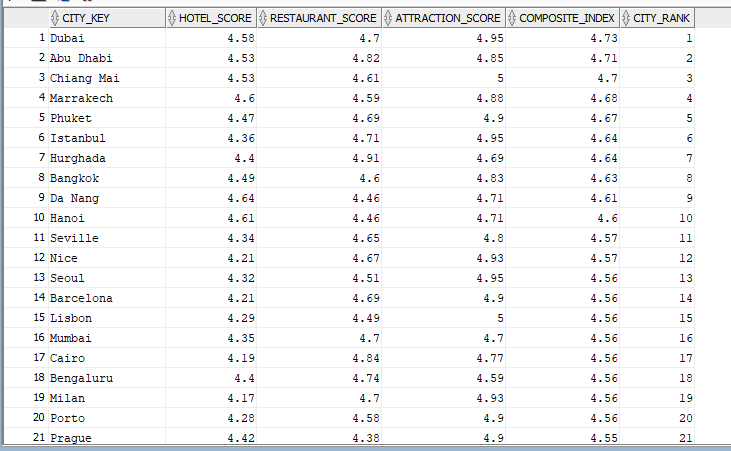 CITY_KEY HOTEL_SCORE RESTAURANT_SCORE ATTRACTION_SCORE COMPOSITE_INDEX CITY_RANK
1 Dubai 4.58 4.7 4.95 4.73 1
2 Abu Dhabi 4.53 4.82 4.85 4.71 2
3 Chiang Mai 4.53 4.61 5 4.7 3
4 Marrakech 4.6 4.59 4.88 4.68 4
5 Phuket 4.47 4.69 4.9 4.67 5
6 Istanbul 4.36 4.71 4.95 4.64 6
7 Hurghada 4.4 4.91 4.69 4.64 7
8 Bangkok 4.49 4.6 4.83 4.63 8
9 Da Nang 4.64 4.46 4.71 4.61 9
10 Hanoi 4.61 4.46 4.71 4.6 10
11 Seville 4.34 4.65 4.8 4.57 11
12 Nice 4.21 4.67 4.93 4.57 12
13 Seoul 4.32 4.51 4.95 4.56 13
14 Barcelona 4.21 4.69 4.9 4.56 14
15 Lisbon 4.29 4.49 5 4.56 15
16 Mumbai 4.35 4.7 4.7 4.56 16
17 Cairo 4.19 4.84 4.77 4.56 17
18 Bengaluru 4.4 4.74 4.59 4.56 18
19 Milan 4.17 4.7 4.93 4.56 19
20 Porto 4.28 4.58 4.9 4.56 20
21 Prague 4.42 4.38 4.9 4.55 21